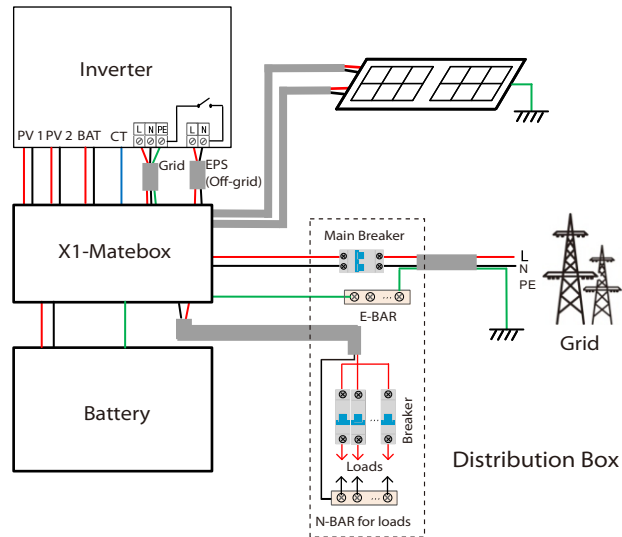 Inverter
PV 1
PV 2
BAT
CT
L
N
PE
L
N
Grid
EPS
(Off-grid)
X1-Matebox
Main Breaker
L
N
PE
E-BAR
Grid
Battery
Breaker
Loads
Distribution Box
N-BAR for loads